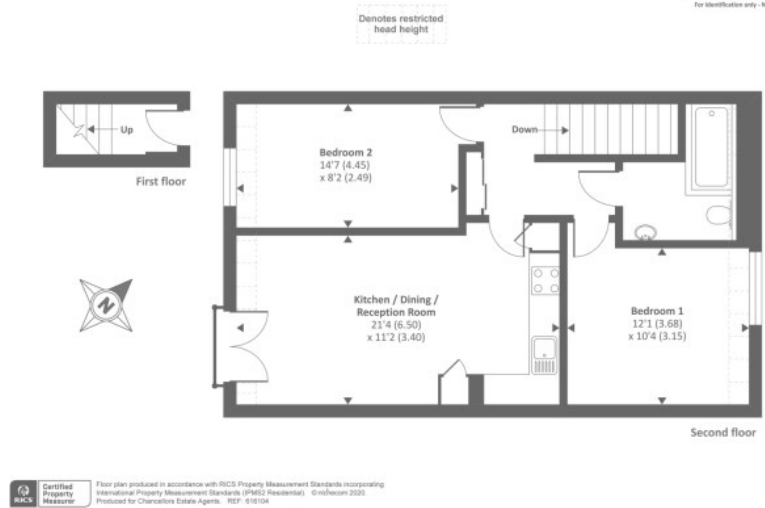 For identification only - N
Denotes restricted
head height
Up
First floor
Bedroom 2
14'7 (4.45)
x 8'2 (2.49)
Down
N
Kitchen / Dining /
Reception Room
21'4 (6.50)
x 11'2 (3.40)
Bedroom 1
12'1 (3.68)
x 10'4 (3.15)
Second floor
RICS
Certified
Property
Measurer
Floor plan produced in accordance with RICS Property Measurement Standards incorporating
International Property Measurement Standards (IPMS2 Residential). ©nichecom 2020.
Produced for Chancellors Estate Agents. REF: 616104